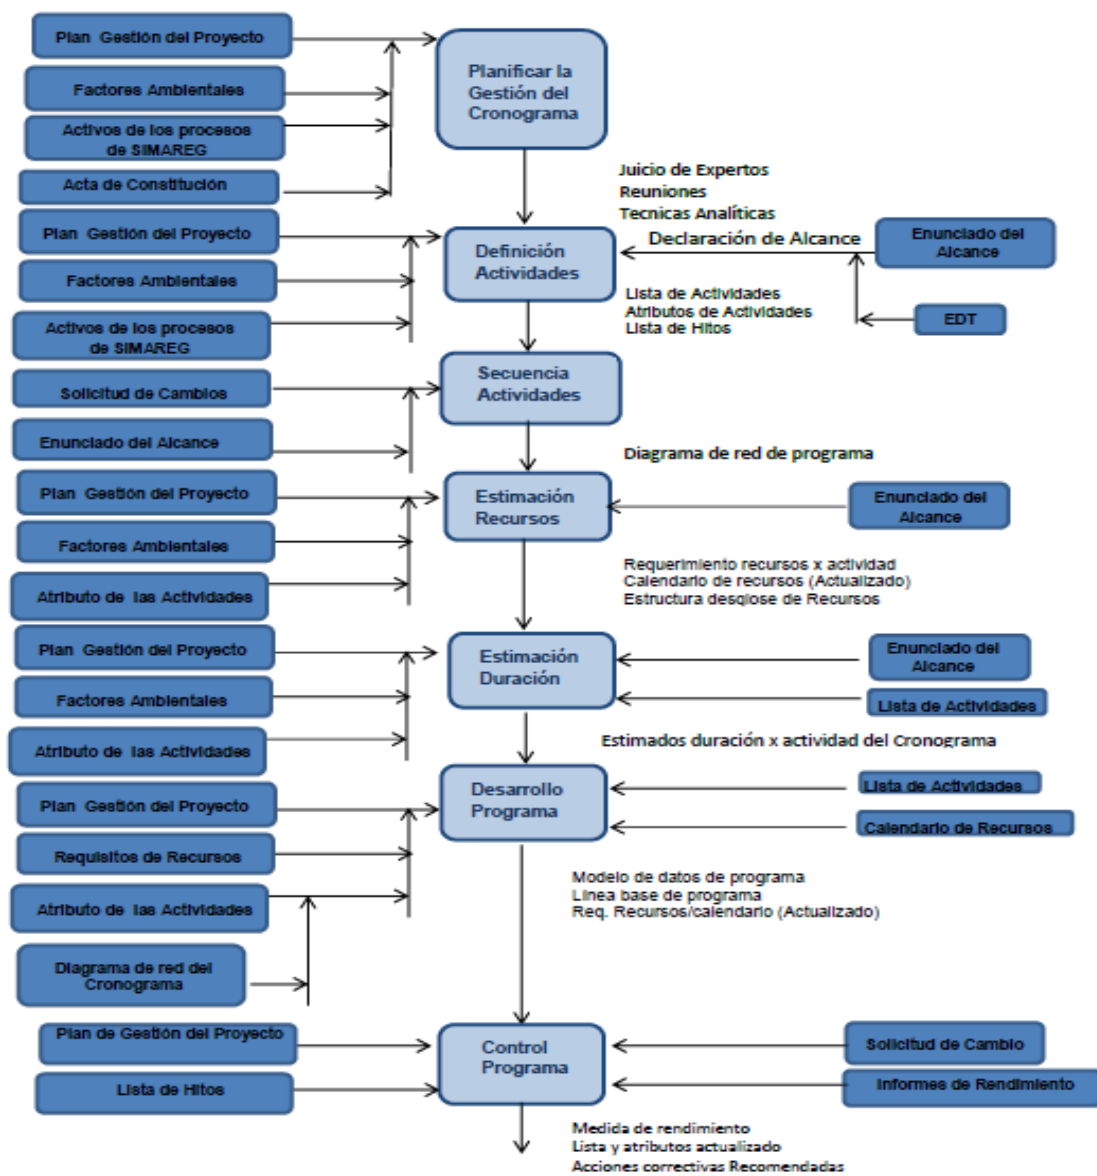 Plan Gestión del Proyecto
Factores Ambientales
Activos de los procesos
de SIMAREG
Acta de Constitución
Planificar la
Gestión del
Cronograma
Juicio de Expertos
Reuniones
Tecnicas Analíticas
Plan Gestión del Proyecto
Factores Ambientales
Activos de los procesos
de SIMAREG
Definición
Actividades
Declaración de Alcance
Enunciado del
Alcance
EDT
Lista de Actividades
Atributos de Actividades
Lista de Hitos
Solicitud de Cambios
Enunciado del Alcance
Secuencia
Actividades
Diagrama de red de programa
Plan Gestión del Proyecto
Factores Ambientales
Atributo de las Actividades
Estimación
Recursos
Enunciado del
Alcance
Requerimiento recursos x actividad
Calendario de recursos (Actualizado)
Estructura desglose de Recursos
Plan Gestión del Proyecto
Factores Ambientales
Atributo de las Actividades
Estimación
Duración
Enunciado del
Alcance
Lista de Actividades
Estimados duración x actividad del Cronograma
Plan Gestión del Proyecto
Requisitos de Recursos
Atributo de las Actividades
Diagrama de red del
Cronograma
Desarrollo
Programa
Lista de Actividades
Calendario de Recursos
Modelo de datos de programa
Línea base de programa
Req. Recursos/calendario (Actualizado)
Plan de Gestión del Proyecto
Lista de Hitos
Control
Programa
Solicitud de Cambio
Informes de Rendimiento
Medida de rendimiento
Lista y atributos actualizado
Acciones correctivas Recomendadas